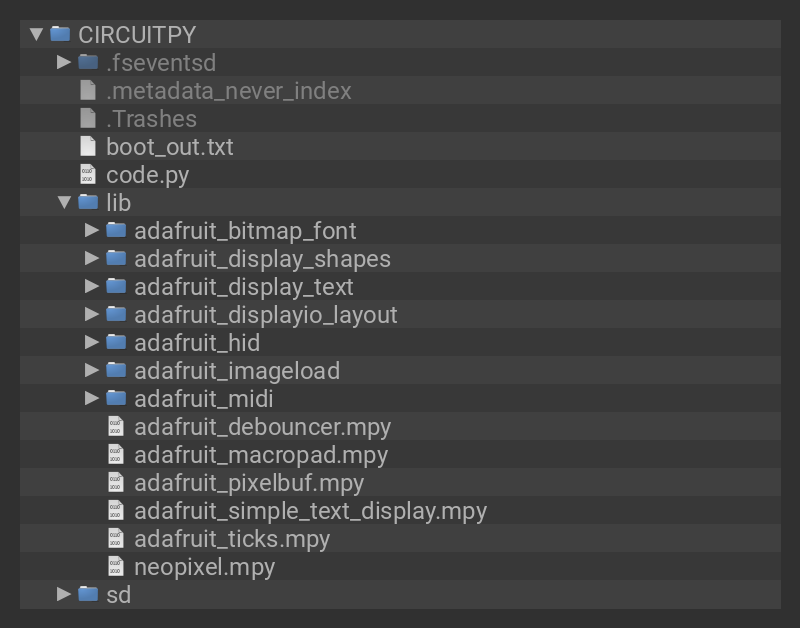 CIRCUITPY
.fseventsd
.metadata_never_index
.Trashes
boot_out.txt
code.py
lib
adafruit_bitmap_font
adafruit_display_shapes
adafruit_display_text
adafruit_displayio_layout
adafruit_hid
adafruit_imageload
adafruit_midi
adafruit_debouncer.mpy
adafruit_macropad.mpy
adafruit_pixelbuf.mpy
adafruit_simple_text_display.mpy
adafruit_ticks.mpy
neopixel.mpy
sd